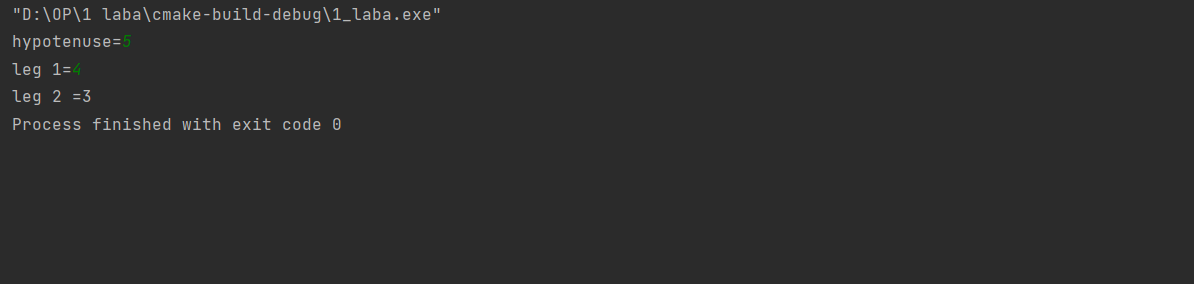 "D:\OP\1 laba\cmake-build-debug\1_laba.exe"
hypotenuse=5
leg 1=4
leg 2 =3
Process finished with exit code 0